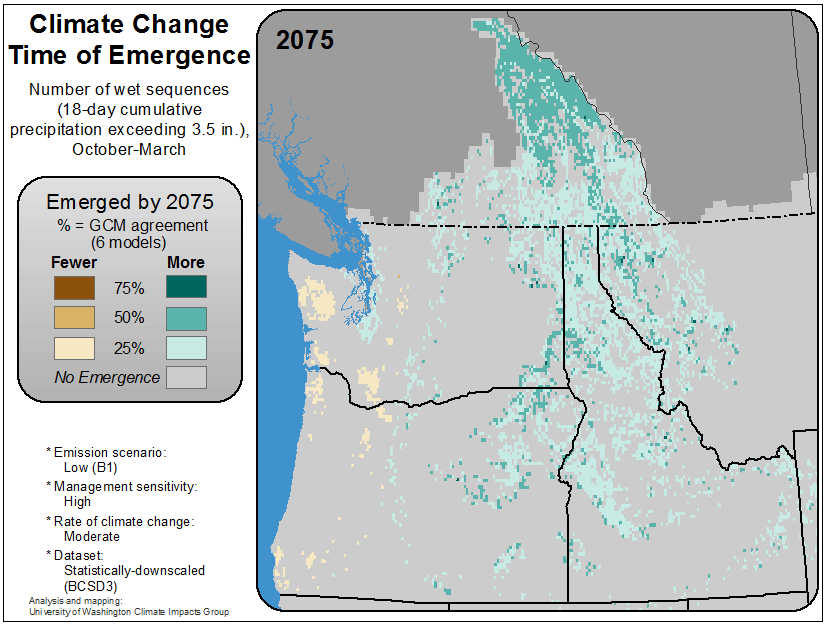 Climate Change
Time of Emergence
Number of wet sequences
(18-day cumulative
precipitation exceeding 3.5 in.),
October-March
Emerged by 2075
% = GCM agreement
(6 models)
Fewer More
75%
50%
25%
No Emergence
* Emission scenario:
Low (B1)
* Management sensitivity:
High
* Rate of climate change:
Moderate
* Dataset:
Statistically-downscaled
(BCSD3)
Analysis and mapping:
University of Washington Climate Impacts Group
2075